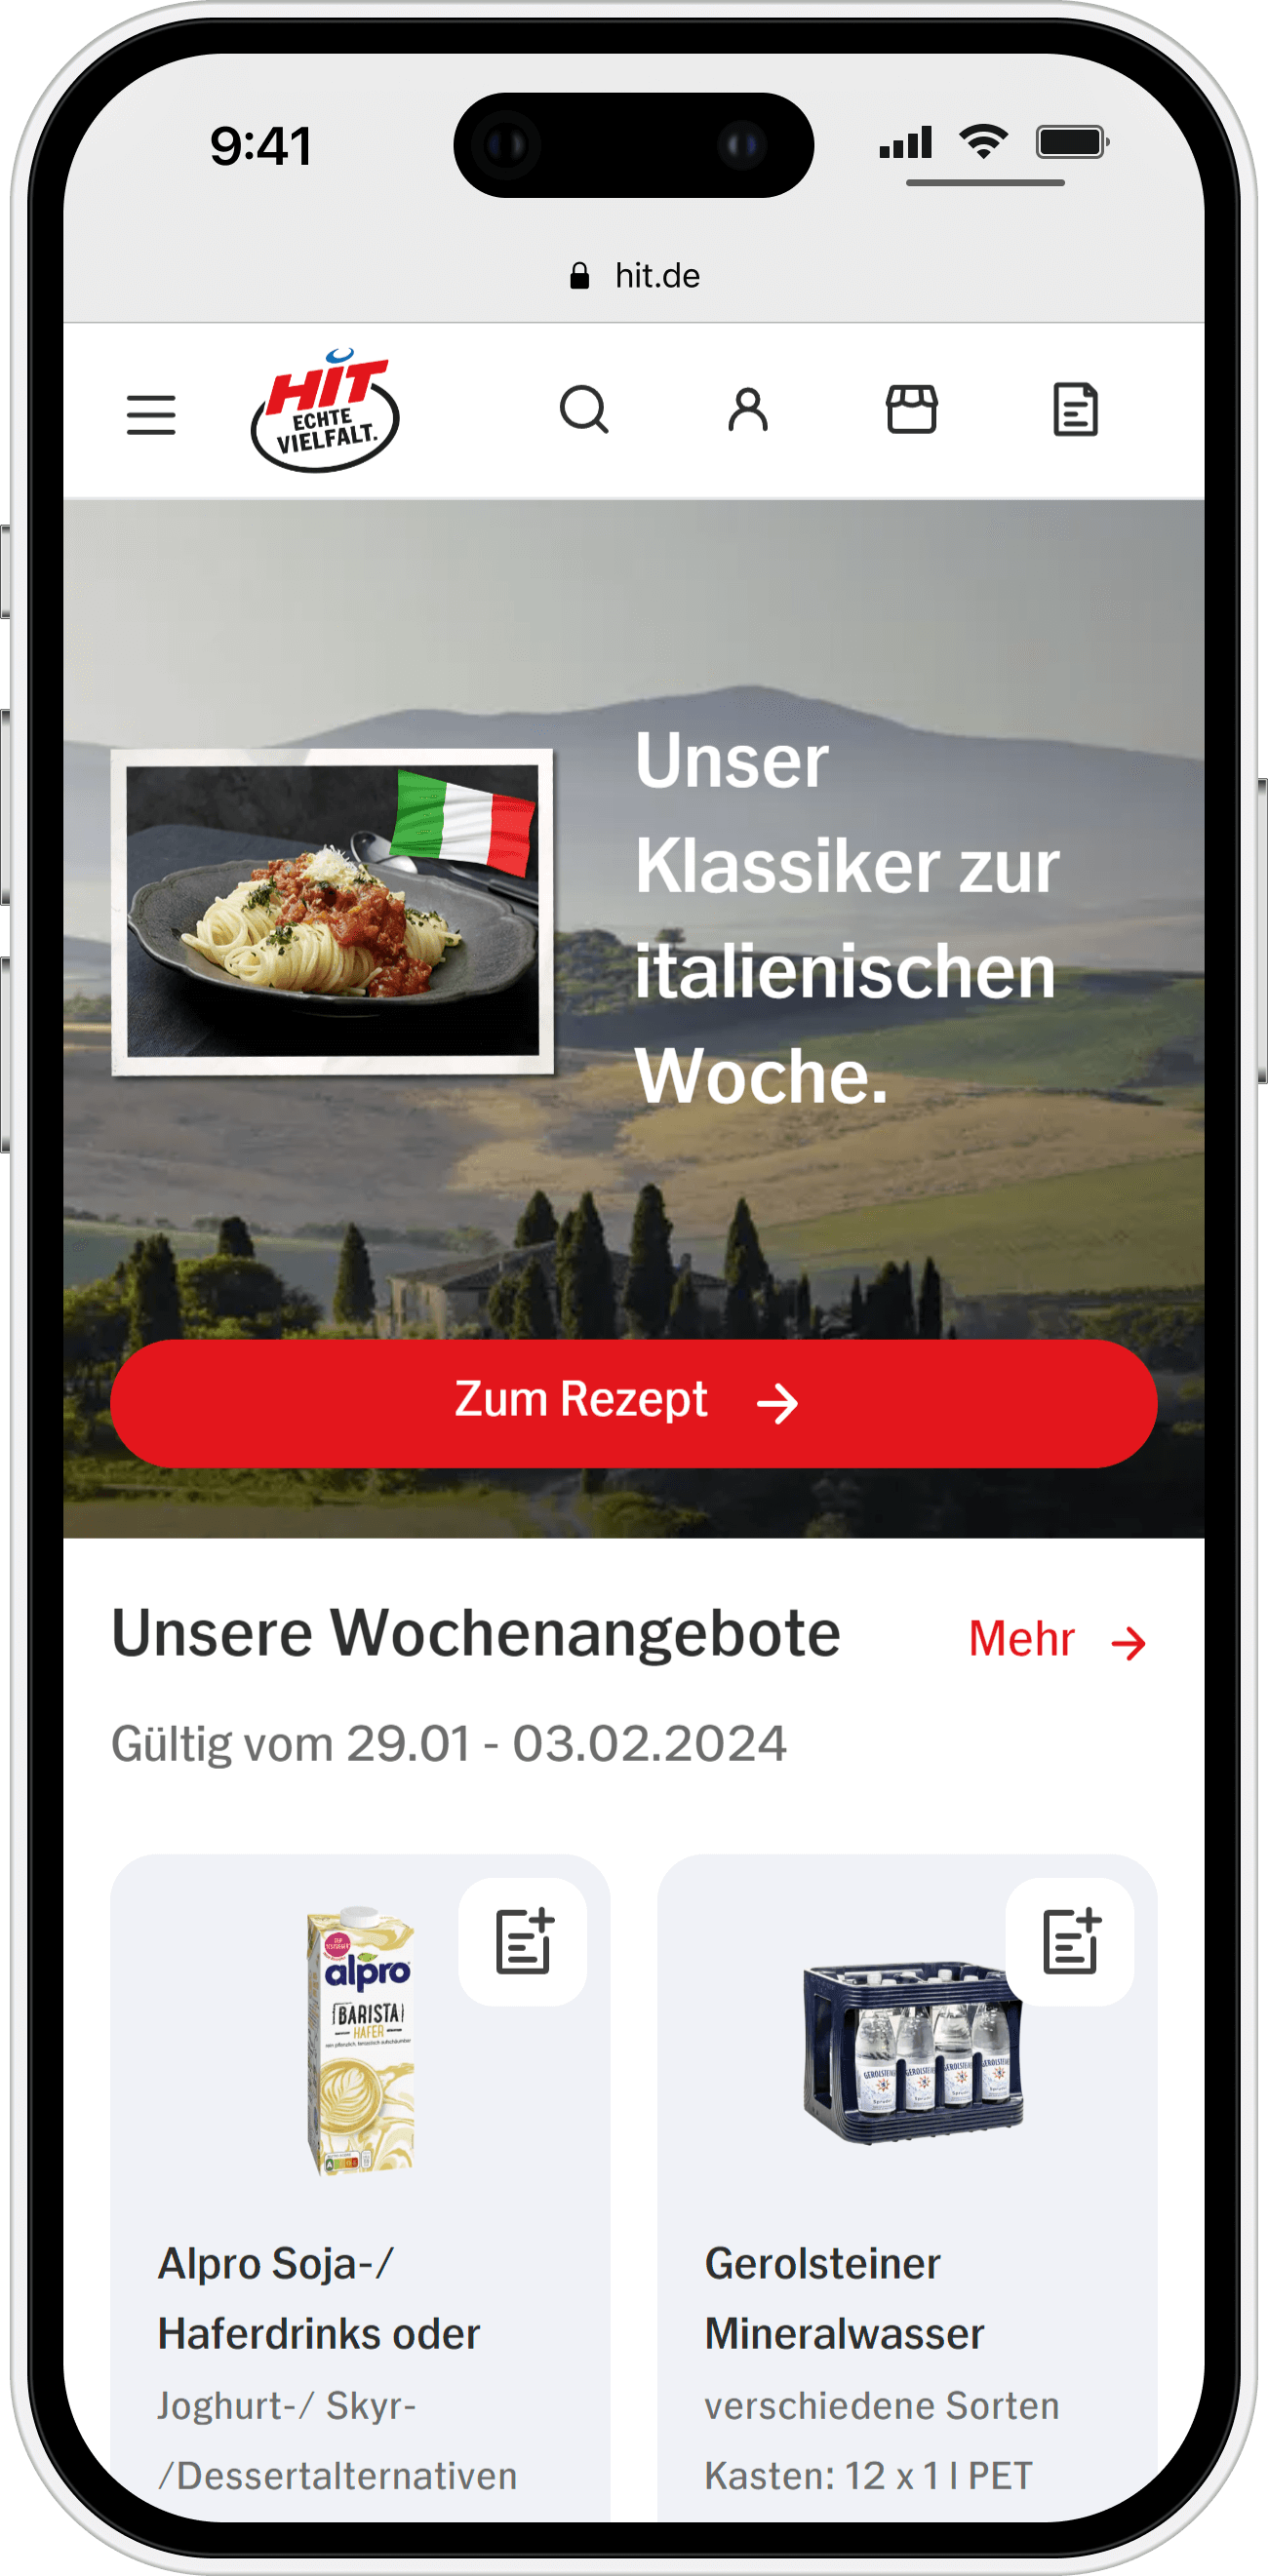 9:41
hit.de
HIT
ECHTE
VIELFALT.
Unser
Klassiker zur
italienischen
Woche.
Zum Rezept
Unsere Wochenangebote
Mehr
Gültig vom 29.01 - 03.02.2024
alpro
BARISTA
HAFER
GEROLSTEINER
Alpro Soja-/
Haferdrinks oder
Joghurt-/ Skyr-
/Dessertalternativen
Gerolsteiner
Mineralwasser
verschiedene Sorten
Kasten: 12 x 1 l PET